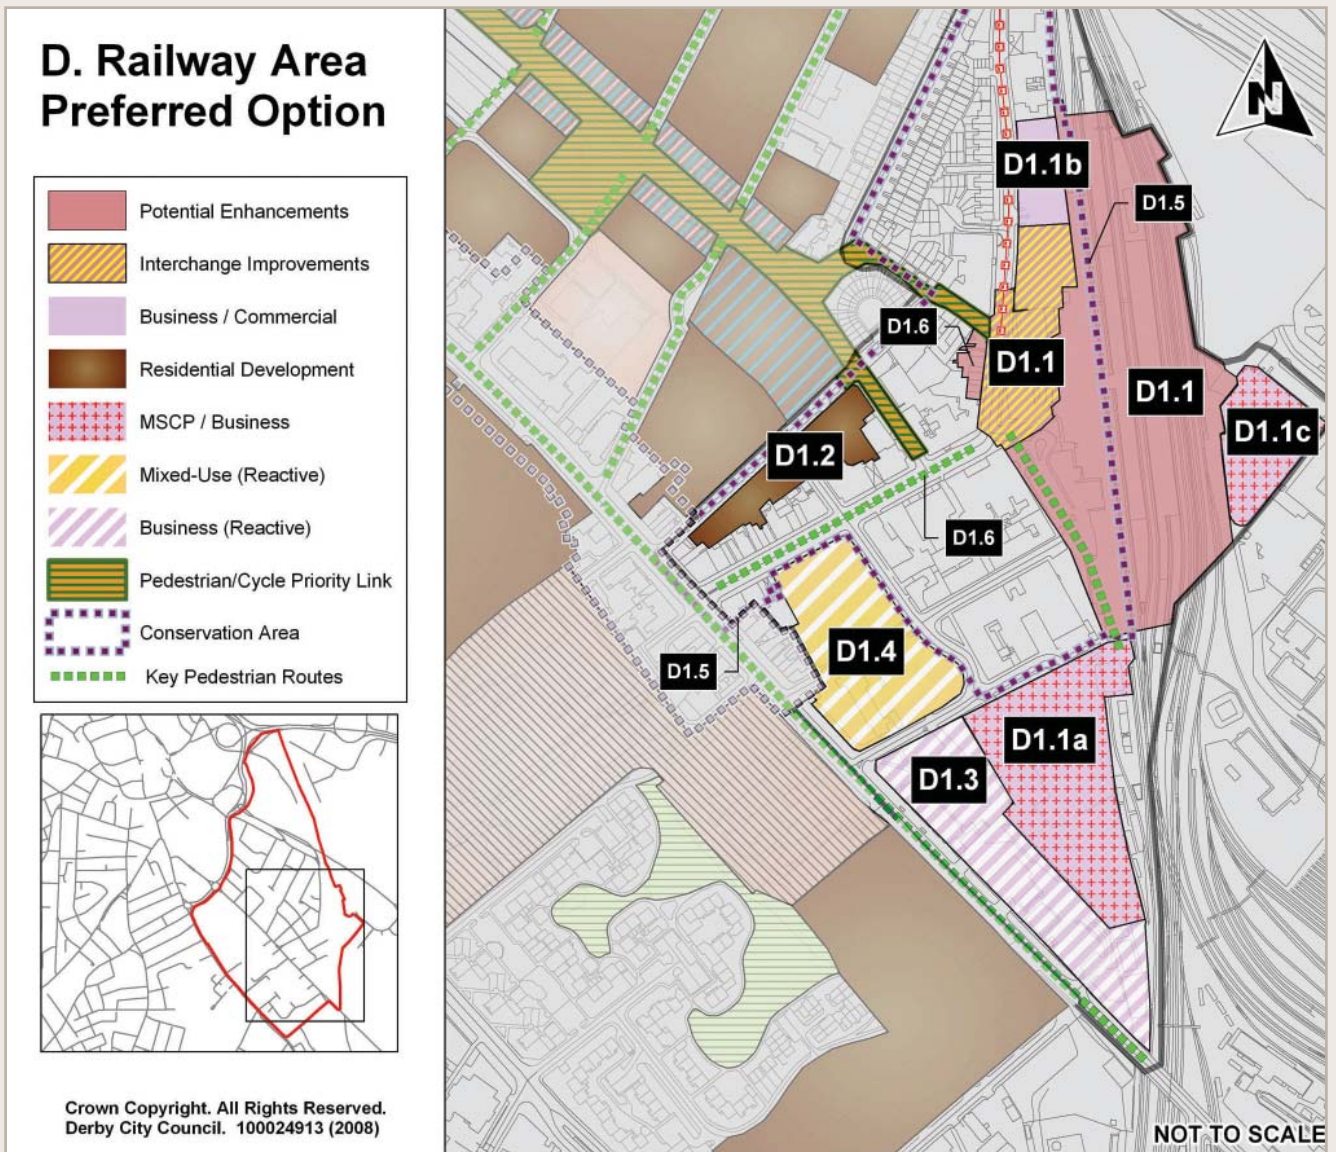 D. Railway Area
Preferred Option
Potential Enhancements
Interchange Improvements
Business / Commercial
Residential Development
MSCP / Business
Mixed-Use (Reactive)
Business (Reactive)
Pedestrian/Cycle Priority Link
Conservation Area
Key Pedestrian Routes
Crown Copyright. All Rights Reserved.
Derby City Council. 100024913 (2008)
N
D1.1b
D1.5
D1.6
D1.1
D1.1
D1.1c
D1.2
D1.6
D1.4
D1.5
D1.1a
D1.3
NOT TO SCALE